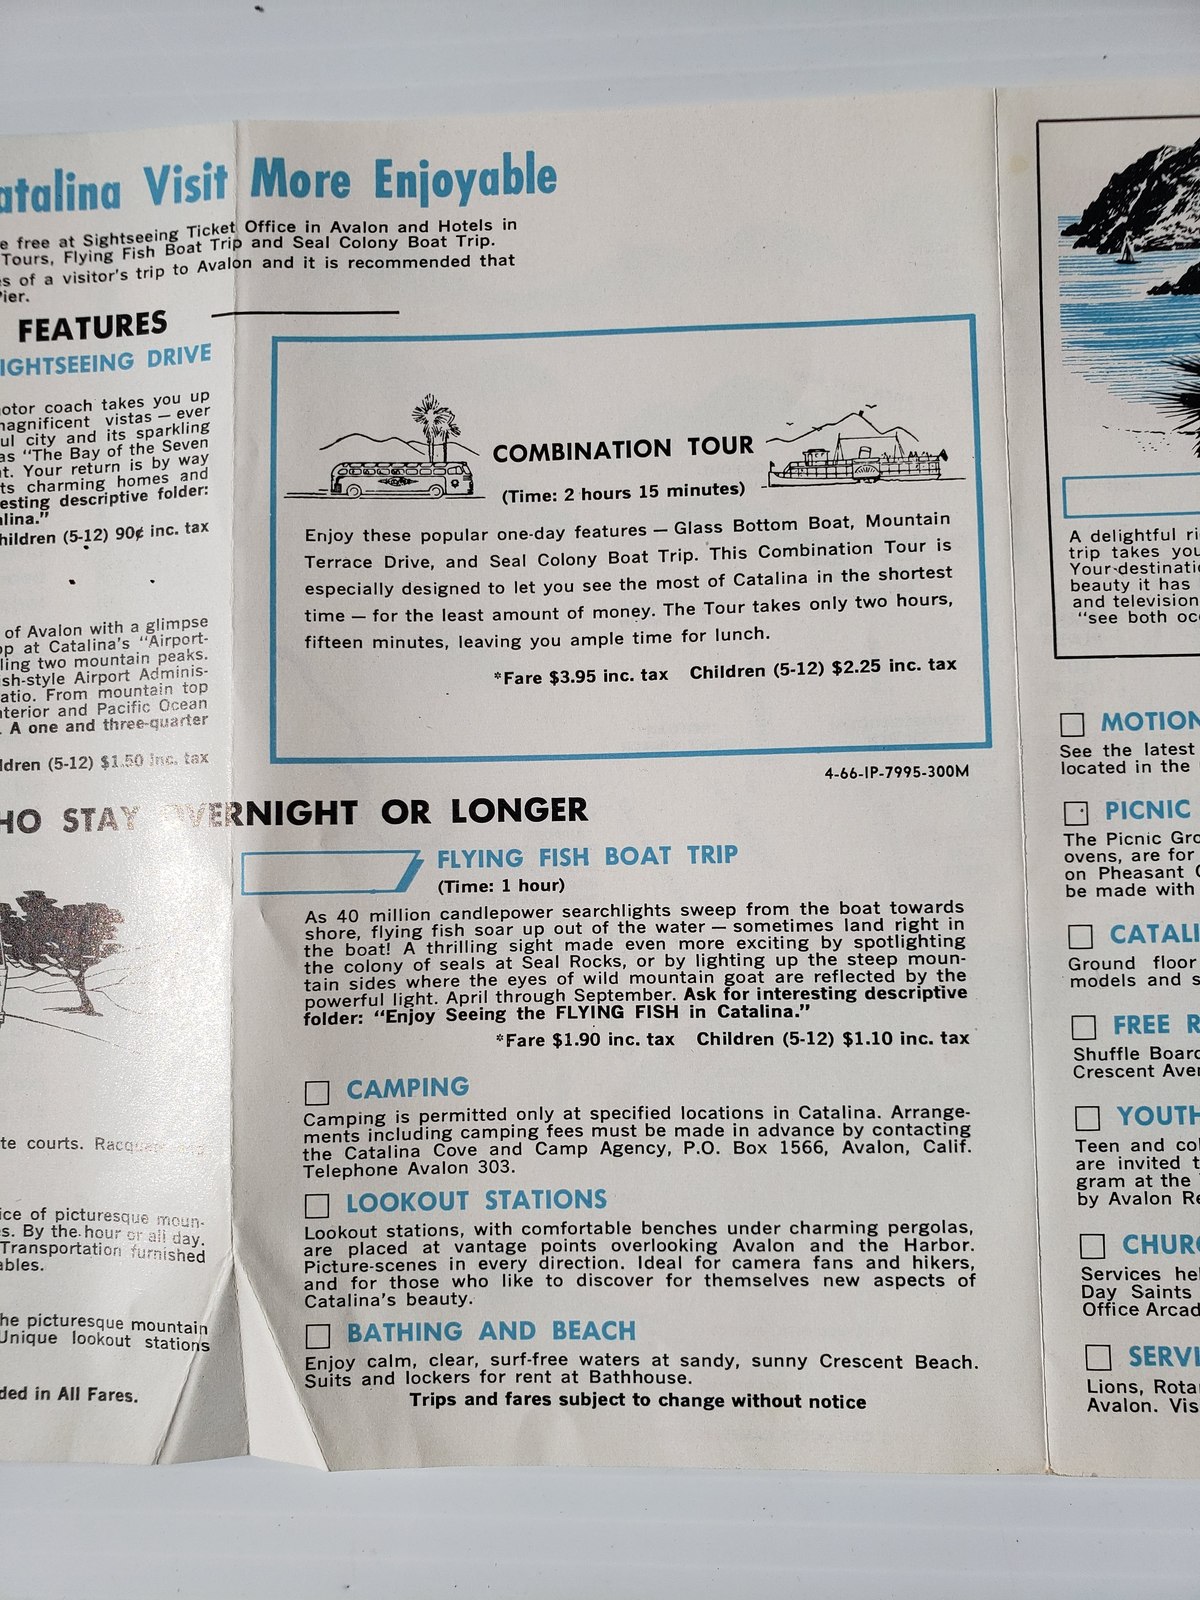 atalina Visit More Enjoyable
e free at Sightseeing Ticket Office in Avalon and Hotels in
Tours, Flying Fish Boat Trip and Seal Colony Boat Trip.
es of a visitor's trip to Avalon and it is recommended that
Pier.
FEATURES
IGHTSEEING DRIVE
otor coach takes you up
nagnificent vistas — ever
ul city and its sparkling
as "The Bay of the Seven
nt. Your return is by way
ts charming homes and
esting descriptive folder:
lina."
hildren (5-12) 90¢ inc. tax
of Avalon with a glimpse
op at Catalina's "Airport-
ling two mountain peaks.
ish-style Airport Adminis-
atio. From mountain top
nterior and Pacific Ocean
. A one and three-quarter
ldren (5-12) $1.50 inc. tax
COMBINATION TOUR
(Time: 2 hours 15 minutes)
Enjoy these popular one-day features — Glass Bottom Boat, Mountain
Terrace Drive, and Seal Colony Boat Trip. This Combination Tour is
especially designed to let you see the most of Catalina in the shortest
time — for the least amount of money. The Tour takes only two hours,
fifteen minutes, leaving you ample time for lunch.
*Fare $3.95 inc. tax Children (5-12) $2.25 inc. tax
4-66-IP-7995-300M
HO STAY OVERNIGHT OR LONGER
te courts.
ice of picturesque moun-
s. By the hour or all day.
Transportation furnished
ables.
he picturesque mountain
Unique lookout stations
ded in All Fares.
FLYING FISH BOAT TRIP
(Time: 1 hour)
As 40 million candlepower searchlights sweep from the boat towards
shore, flying fish soar up out of the water — sometimes land right in
the boat! A thrilling sight made even more exciting by spotlighting
the colony of seals at Seal Rocks, or by lighting up the steep moun-
tain sides where the eyes of wild mountain goat are reflected by the
powerful light. April through September. Ask for interesting descriptive
folder: "Enjoy Seeing the FLYING FISH in Catalina."
*Fare $1.90 inc. tax Children (5-12) $1.10 inc. tax
CAMPING
Camping is permitted only at specified locations in Catalina. Arrange-
ments including camping fees must be made in advance by contacting
the Catalina Cove and Camp Agency, P.O. Box 1566, Avalon, Calif.
Telephone Avalon 303.
LOOKOUT STATIONS
Lookout stations, with comfortable benches under charming pergolas,
are placed at vantage points overlooking Avalon and the Harbor.
Picture-scenes in every direction. Ideal for camera fans and hikers,
and for those who like to discover for themselves new aspects of
Catalina's beauty.
BATHING AND BEACH
Enjoy calm, clear, surf-free waters at sandy, sunny Crescent Beach.
Suits and lockers for rent at Bathhouse.
Trips and fares subject to change without notice
A delightful ri
trip takes you
Your destinatio
beauty it has
and television
"see both oc
MOTION
See the latest
located in the
PICNIC
The Picnic Gro
ovens, are for
on Pheasant
be made with
CATALI
Ground floor
models and s
FREE R
Shuffle Board
Crescent Aven
YOUTH
Teen and col
are invited t
gram at the
by Avalon Re
CHURC
Services hel
Day Saints
Office Arcad
SERVI
Lions, Rota
Avalon. Vis